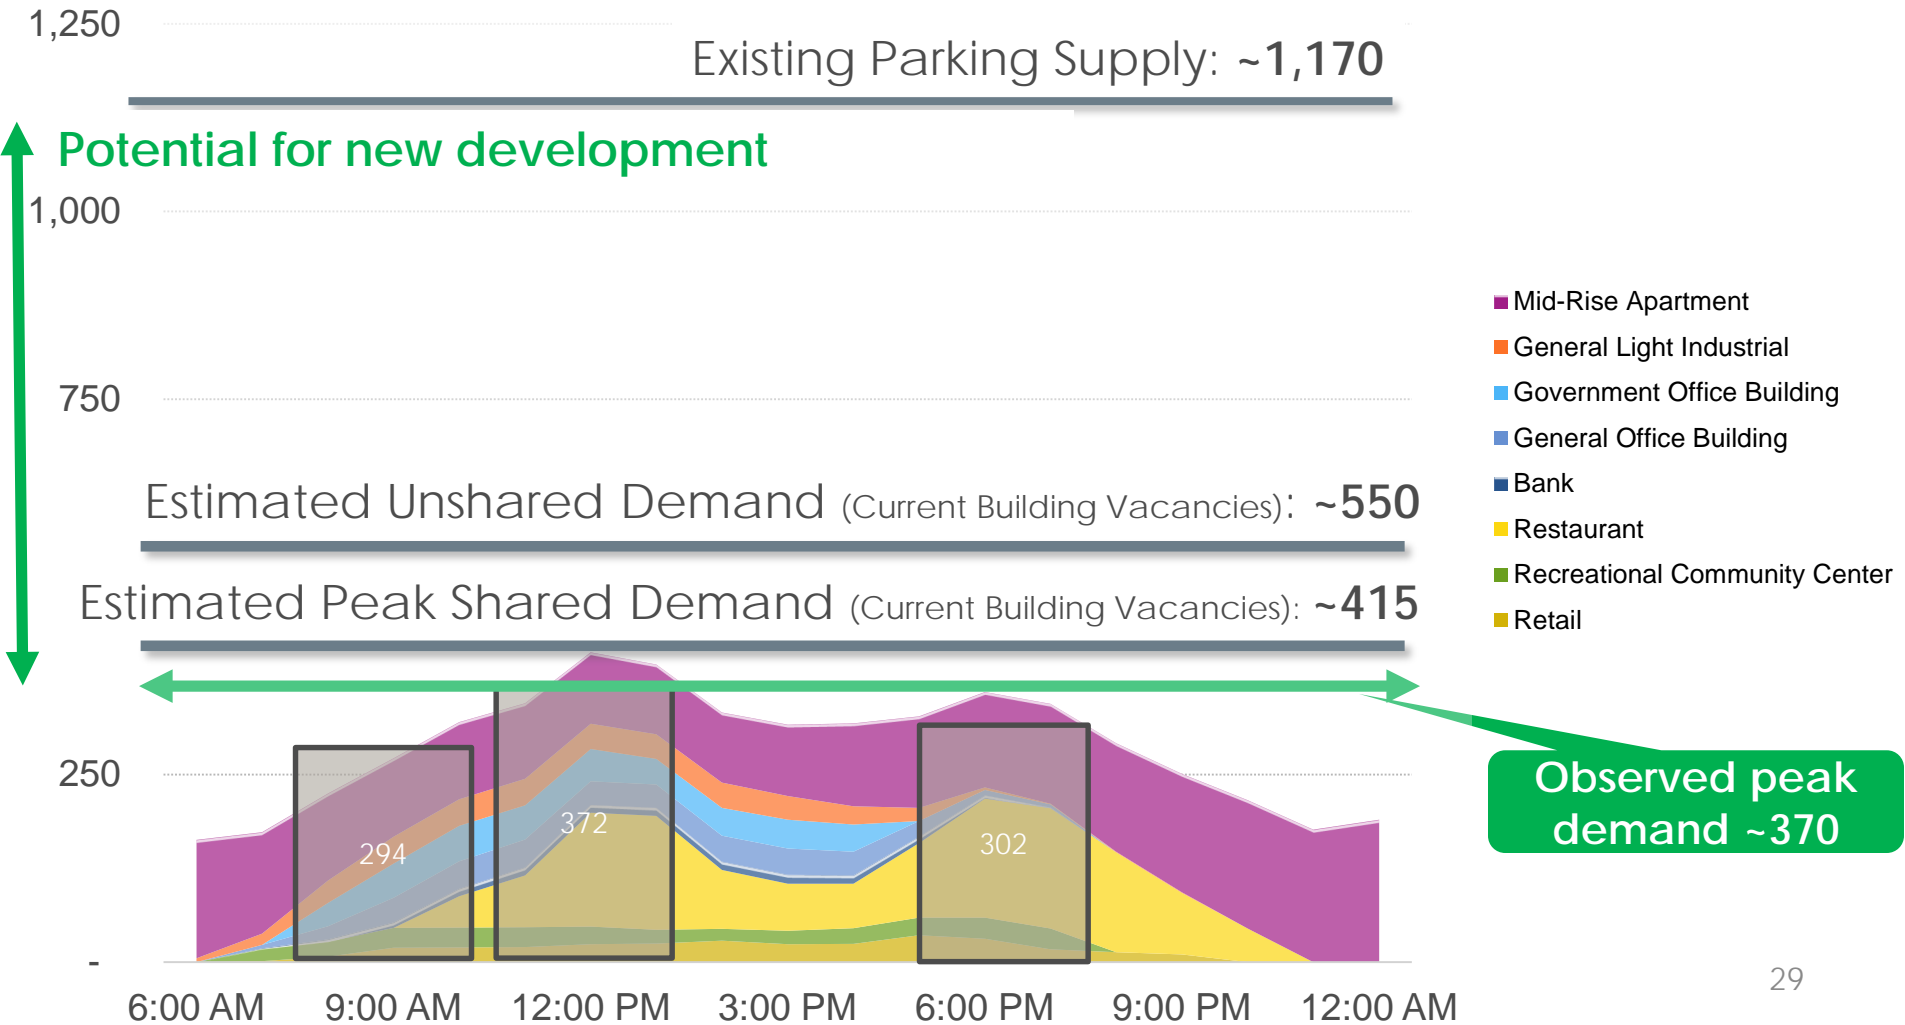 1,250
Existing Parking Supply: ~1,170
Potential for new development
1,000
750
Estimated Unshared Demand (Current Building Vacancies): ~550
Estimated Peak Shared Demand (Current Building Vacancies): ~415
250
-
294
372
302
6:00 AM 9:00 AM 12:00 PM 3:00 PM 6:00 PM 9:00 PM 12:00 AM
Mid-Rise Apartment
General Light Industrial
Government Office Building
General Office Building
Bank
Restaurant
Recreational Community Center
Retail
Observed peak
demand ~370
29